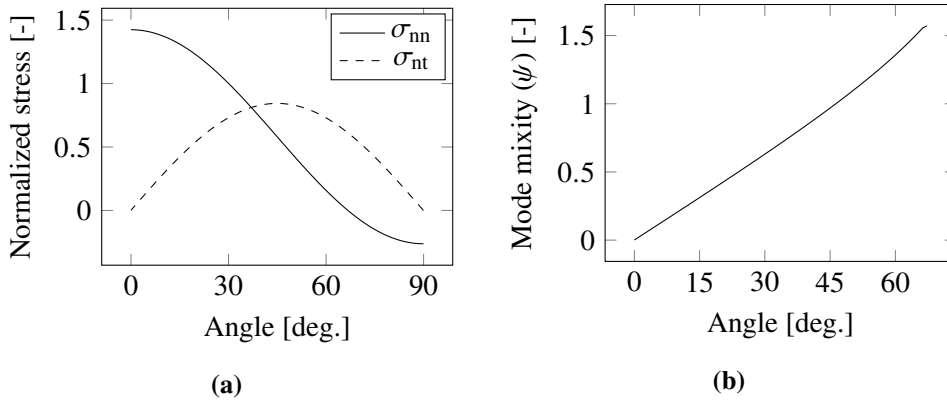 Normalized stress [-]
1.5
1
0.5
0
0 30 60 90
Angle [deg.]
σnn
σnt
(a)
Mode mixity (ψ) [-]
1.5
1
0.5
0
0 15 30 45 60
Angle [deg.]
(b)